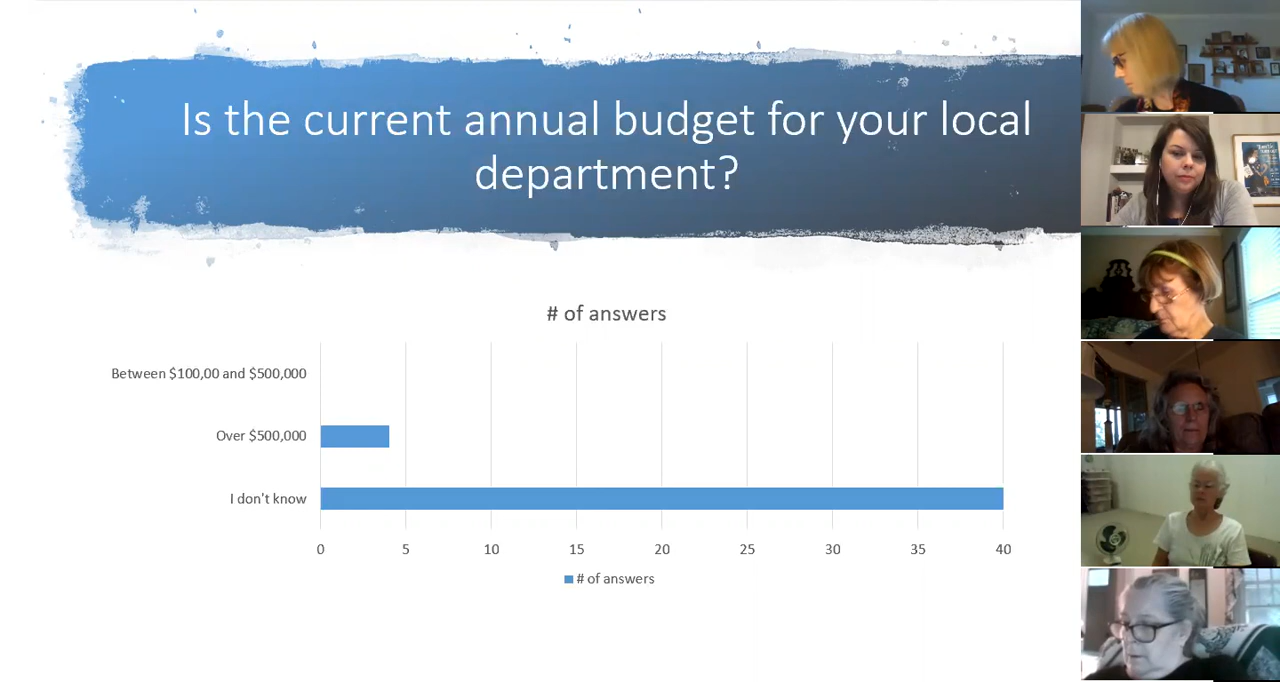 Is the current annual budget for your local
department?
# of answers
Between $100,00 and $500,000
Over $500,000
I don't know
0 5 10 15 20 25 30 35 40
# of answers